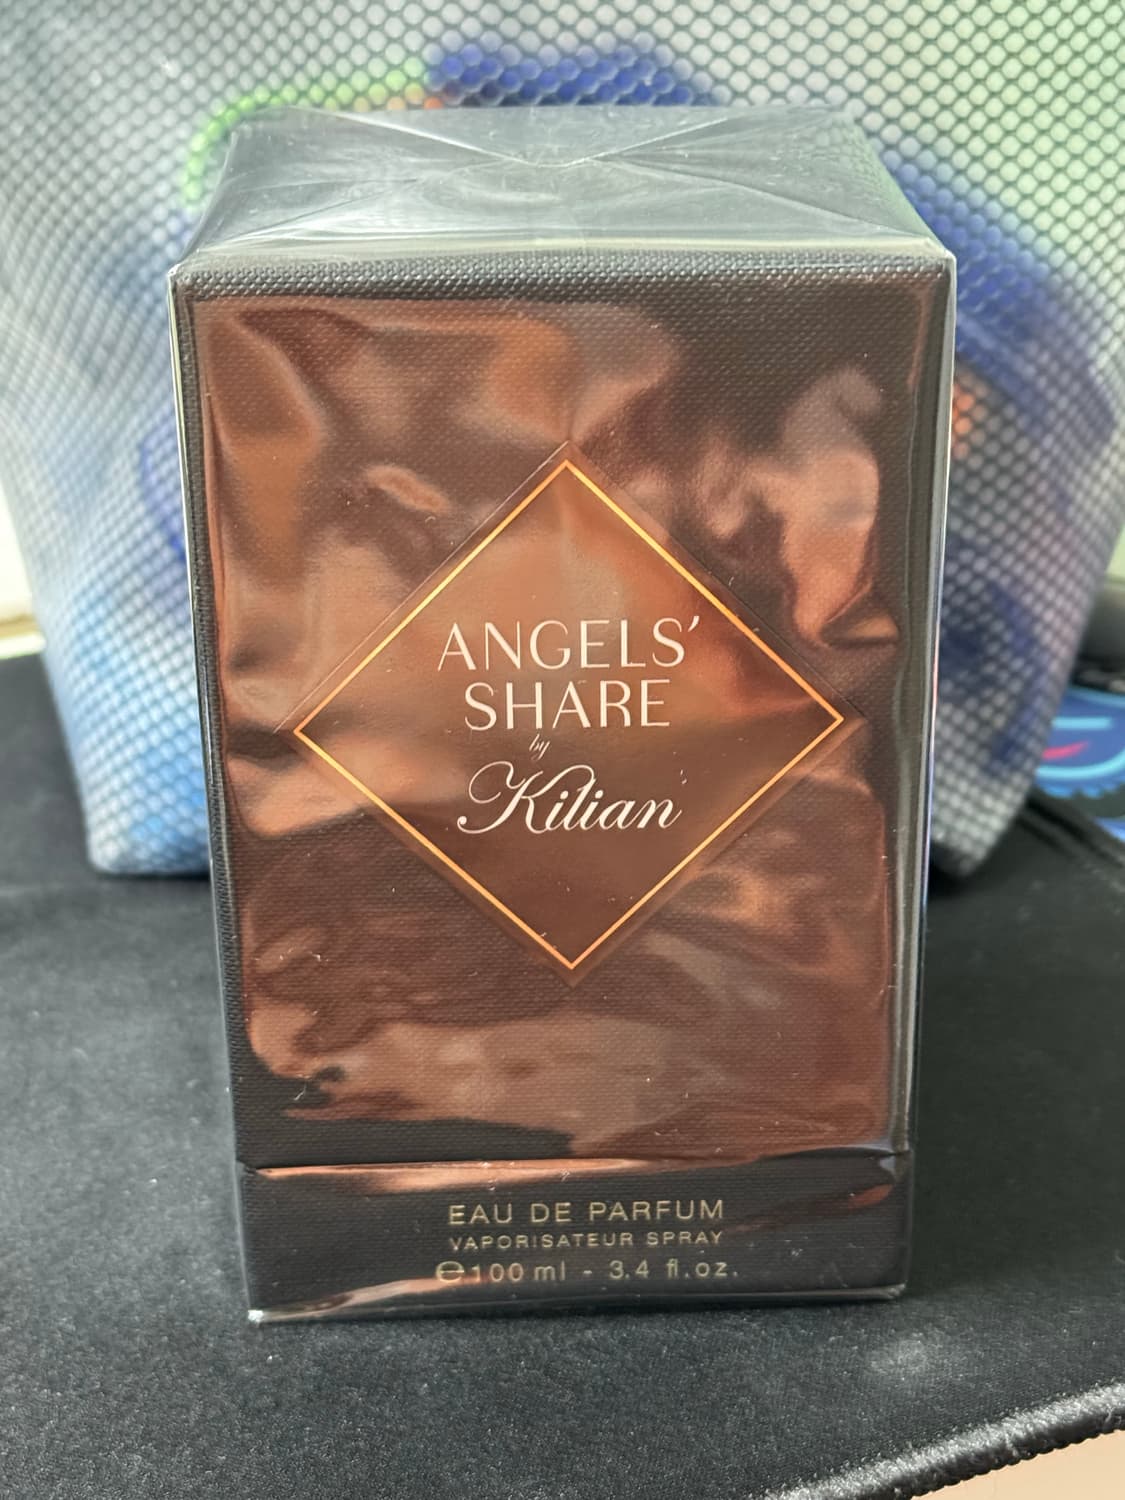 ANGELS'
SHARE
by
Kilian
EAU DE PARFUM
VAPORISATEUR SPRAY
℮100 ml - 3.4 fl.oz.